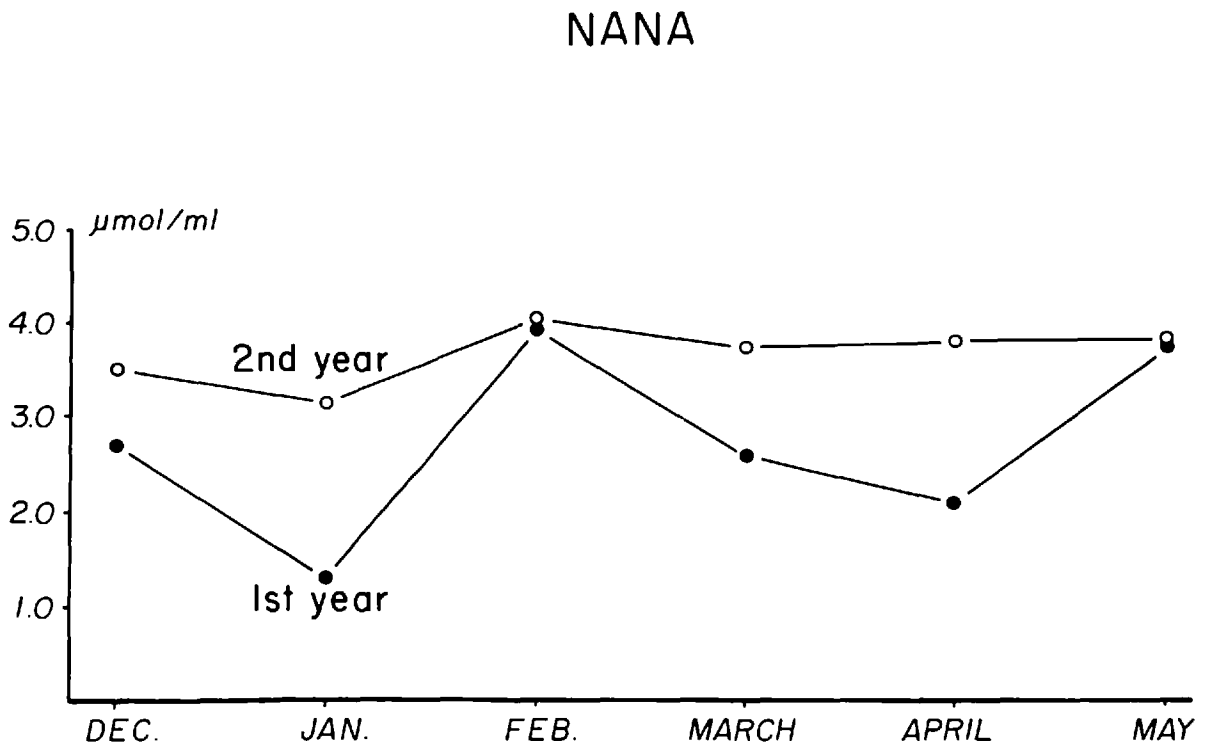 NANA
5.0 µmol/ml
4.0
2nd year
3.0
2.0
1st year
1.0
DEC. JAN. FEB. MARCH APRIL MAY